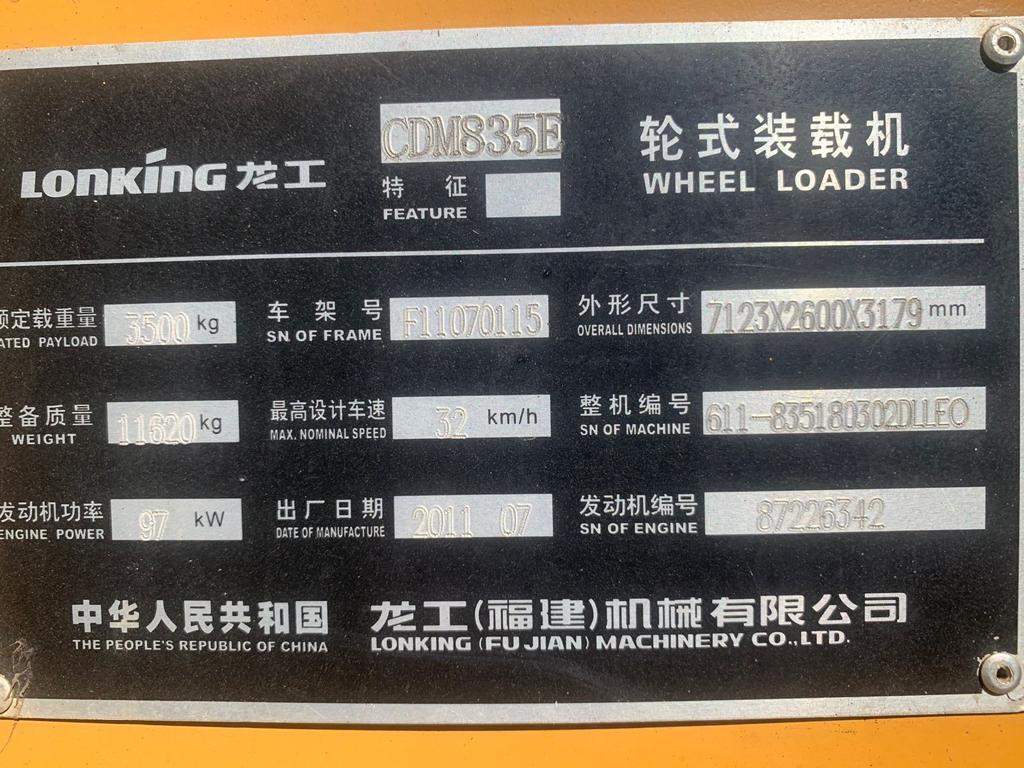 LONKING 龙工
CDM835E
特 征
FEATURE
轮式装载机
WHEEL LOADER
额定载重量
ATED PAYLOAD
3500 kg
车 架 号
SN OF FRAME
F11070115
外形尺寸
OVERALL DIMENSIONS
7123X2600X3179 mm
整备质量
WEIGHT
11620 kg
最高设计车速
MAX. NOMINAL SPEED
32 km/h
整机编号
SN OF MACHINE
611-835180302DLLE0
发动机功率
ENGINE POWER
97 kW
出厂日期
DATE OF MANUFACTURE
2011 07
发动机编号
SN OF ENGINE
87226342
中华人民共和国
THE PEOPLE'S REPUBLIC OF CHINA
龙工(福建)机械有限公司
LONKING (FUJIAN) MACHINERY CO.,LTD.